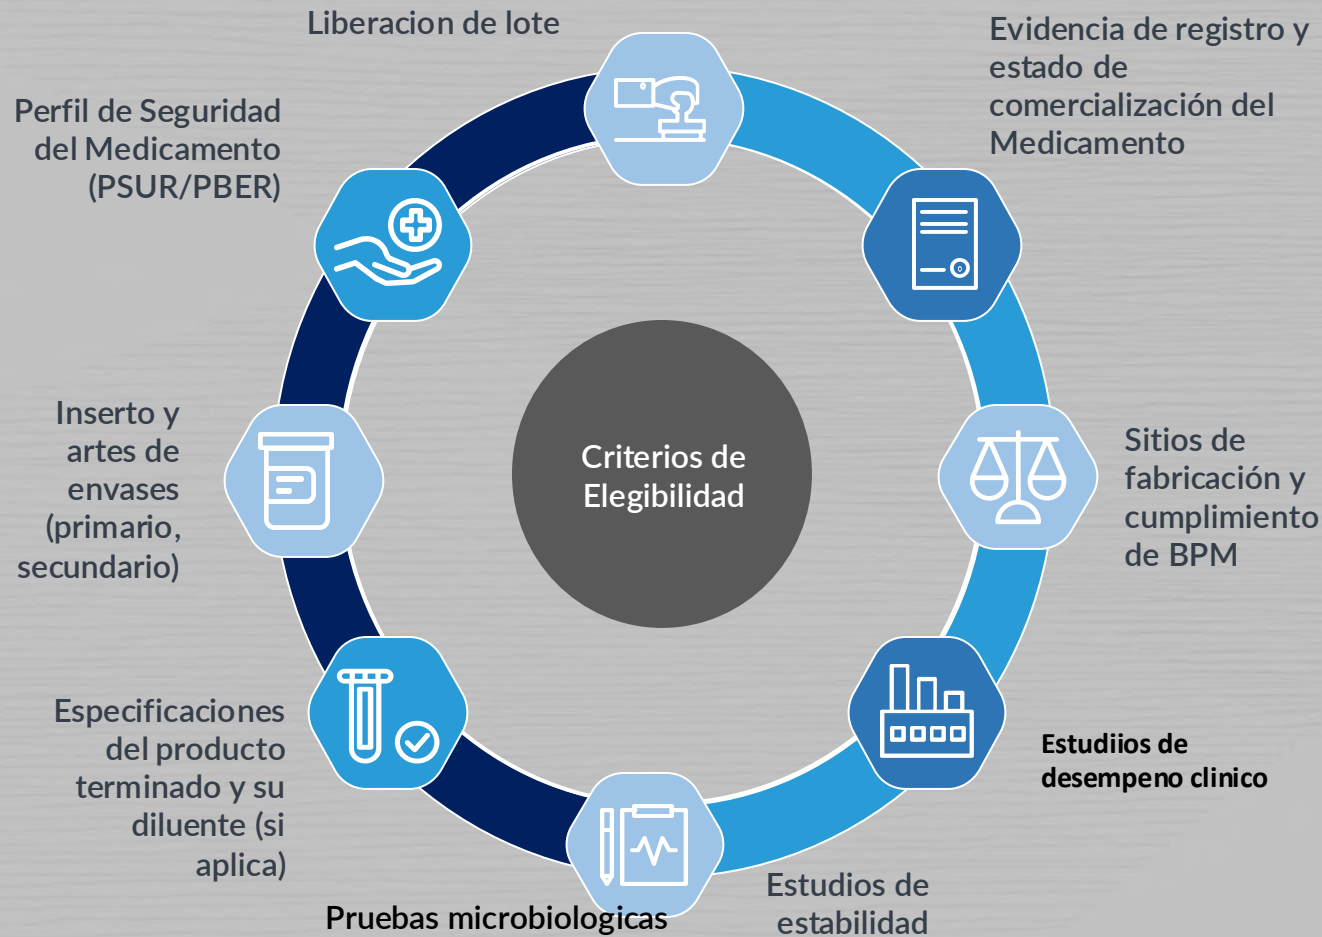 Liberacion de lote
Evidencia de registro y
estado de
comercialización del
Medicamento
Perfil de Seguridad
del Medicamento
(PSUR/PBER)
Inserto y
artes de
envases
(primario,
secundario)
Criterios de
Elegibilidad
Sitios de
fabricación y
cumplimiento
de BPM
Especificaciones
del producto
terminado y su
diluente (si
aplica)
Estudiios de
desempeno clinico
Estudios de
estabilidad
Pruebas microbiologicas